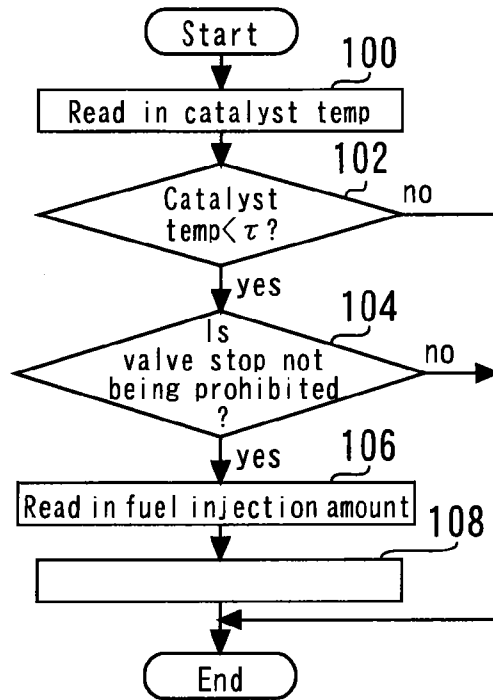 Start
100
Read in catalyst temp
102
Catalyst
temp<τ?
no
yes
104
Is
valve stop not
being prohibited
?
no
yes
106
Read in fuel injection amount
108
End